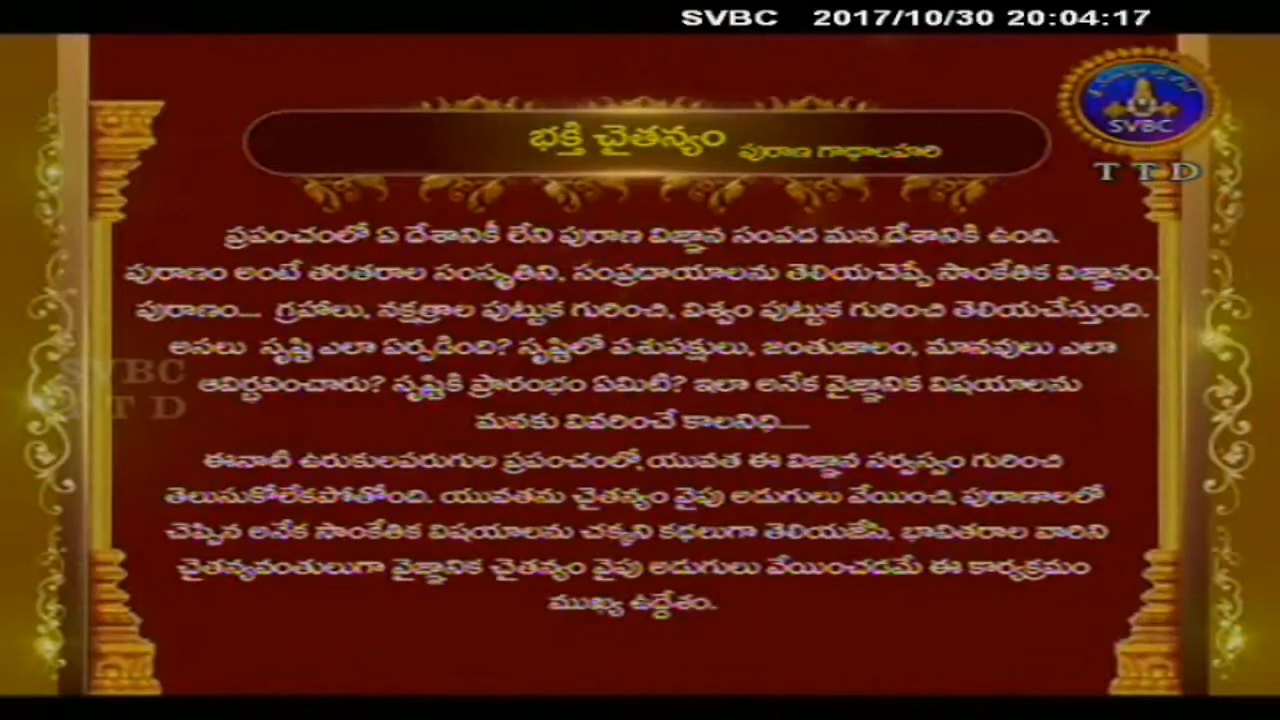 SVBC 2017/10/30 20:04:17
SVBC
T T D
భక్తి చైతన్యం పురాణ గాథాలహరి
ప్రపంచంలో ఏ దేశానికీ లేని పురాణ విజ్ఞాన సంపద మన దేశానికి ఉంది.
పురాణం అంటే తరతరాల సంస్కృతిని, సంప్రదాయాలను తెలియచెప్పే సాంకేతిక విజ్ఞానం.
పురాణం.... గ్రహాలు, నక్షత్రాల పుట్టుక గురించి, విశ్వం పుట్టుక గురించి తెలియచేస్తుంది.
అసలు సృష్టి ఎలా ఏర్పడింది? సృష్టిలో పశుపక్షులు, జంతుజాలం, మానవులు ఎలా
ఆవిర్భవించారు? సృష్టికి ప్రారంభం ఏమిటి? ఇలా అనేక వైజ్ఞానిక విషయాలను
మనకు వివరించే కాలనిధి.....
ఈనాటి ఉరుకులపరుగుల ప్రపంచంలో, యువత ఈ విజ్ఞాన సర్వస్వం గురించి
తెలుసుకోలేకపోతోంది. యువతను చైతన్యం వైపు అడుగులు వేయించి, పురాణాలలో
చెప్పిన అనేక సాంకేతిక విషయాలను చక్కని కథలుగా తెలియజేసి, భావితరాల వారిని
చైతన్యవంతులుగా వైజ్ఞానిక చైతన్యం వైపు అడుగులు వేయించడమే ఈ కార్యక్రమం
ముఖ్య ఉద్దేశం.
SVBC
T D